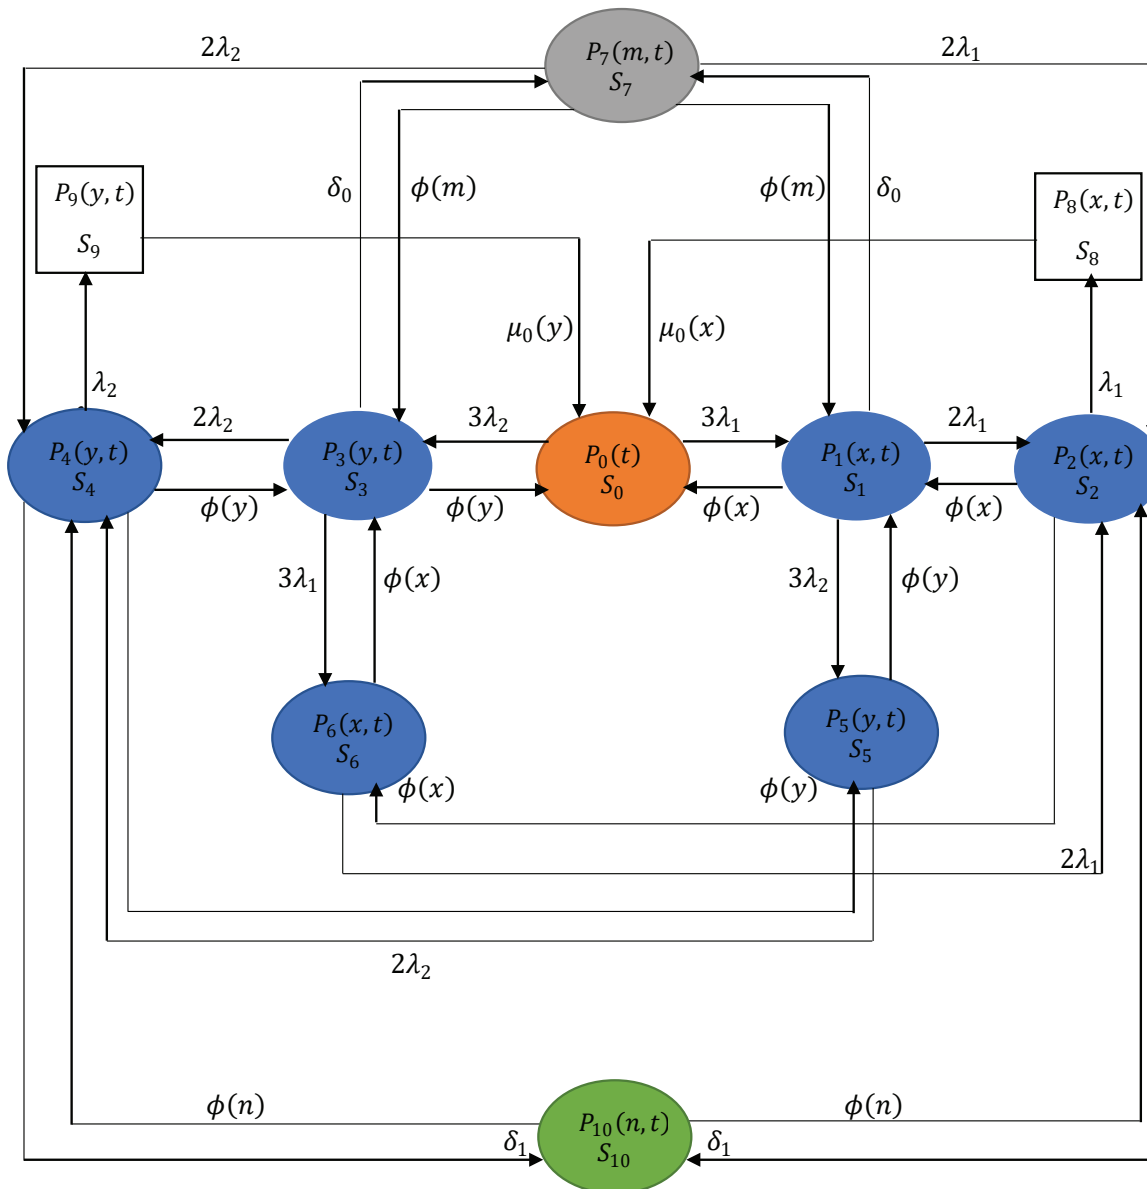 2λ₂
P₇(m, t)
S₇
2λ₁
P₉(y, t)
S₉
δ₀
ϕ(m)
ϕ(m)
δ₀
P₈(x, t)
S₈
μ₀(y)
μ₀(x)
λ₂
λ₁
2λ₂
3λ₂
3λ₁
2λ₁
P₄(y, t)
S₄
P₃(y, t)
S₃
P₀(t)
S₀
P₁(x, t)
S₁
P₂(x, t)
S₂
ϕ(y)
ϕ(y)
ϕ(x)
ϕ(x)
3λ₁
ϕ(x)
3λ₂
ϕ(y)
P₆(x, t)
S₆
P₅(y, t)
S₅
ϕ(x)
ϕ(y)
2λ₁
2λ₂
ϕ(n)
ϕ(n)
P₁₀(n, t)
S₁₀
δ₁
δ₁